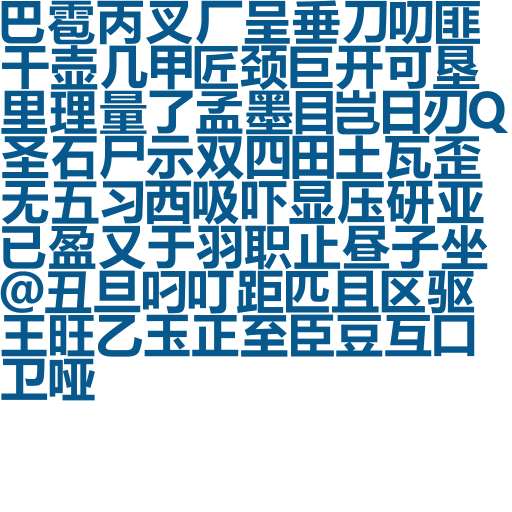 巴雹丙叉厂呈垂刀叨匪
干壶几甲匠颈巨开可垦
里理量了孟墨目岂日刃Q
圣石尸示双四田土瓦歪
无五习西吸吓显压研亚
已盈又于羽职止昼子坐
@丑旦叼叮距匹且区驱
王旺乙玉正至臣豆互口
卫哑